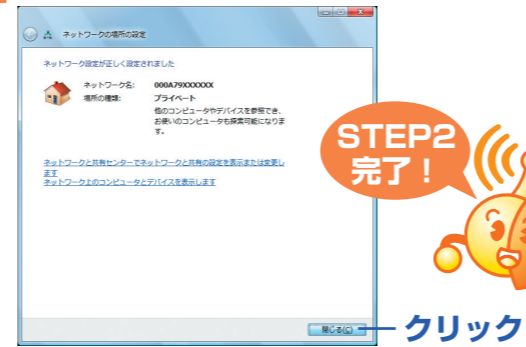 ネットワークの場所の設定
ネットワーク設定が正しく設定されました
ネットワーク名: 000A79XXXXXX
場所の種類: プライベート
他のコンピュータやデバイスを参照でき、
お使いのコンピュータも探索可能になりま
す。
ネットワークと共有センターでネットワークと共有の設定を表示または変更し
ます
ネットワーク上のコンピュータとデバイスを表示します
STEP2
完了!
閉じる(C)
クリック